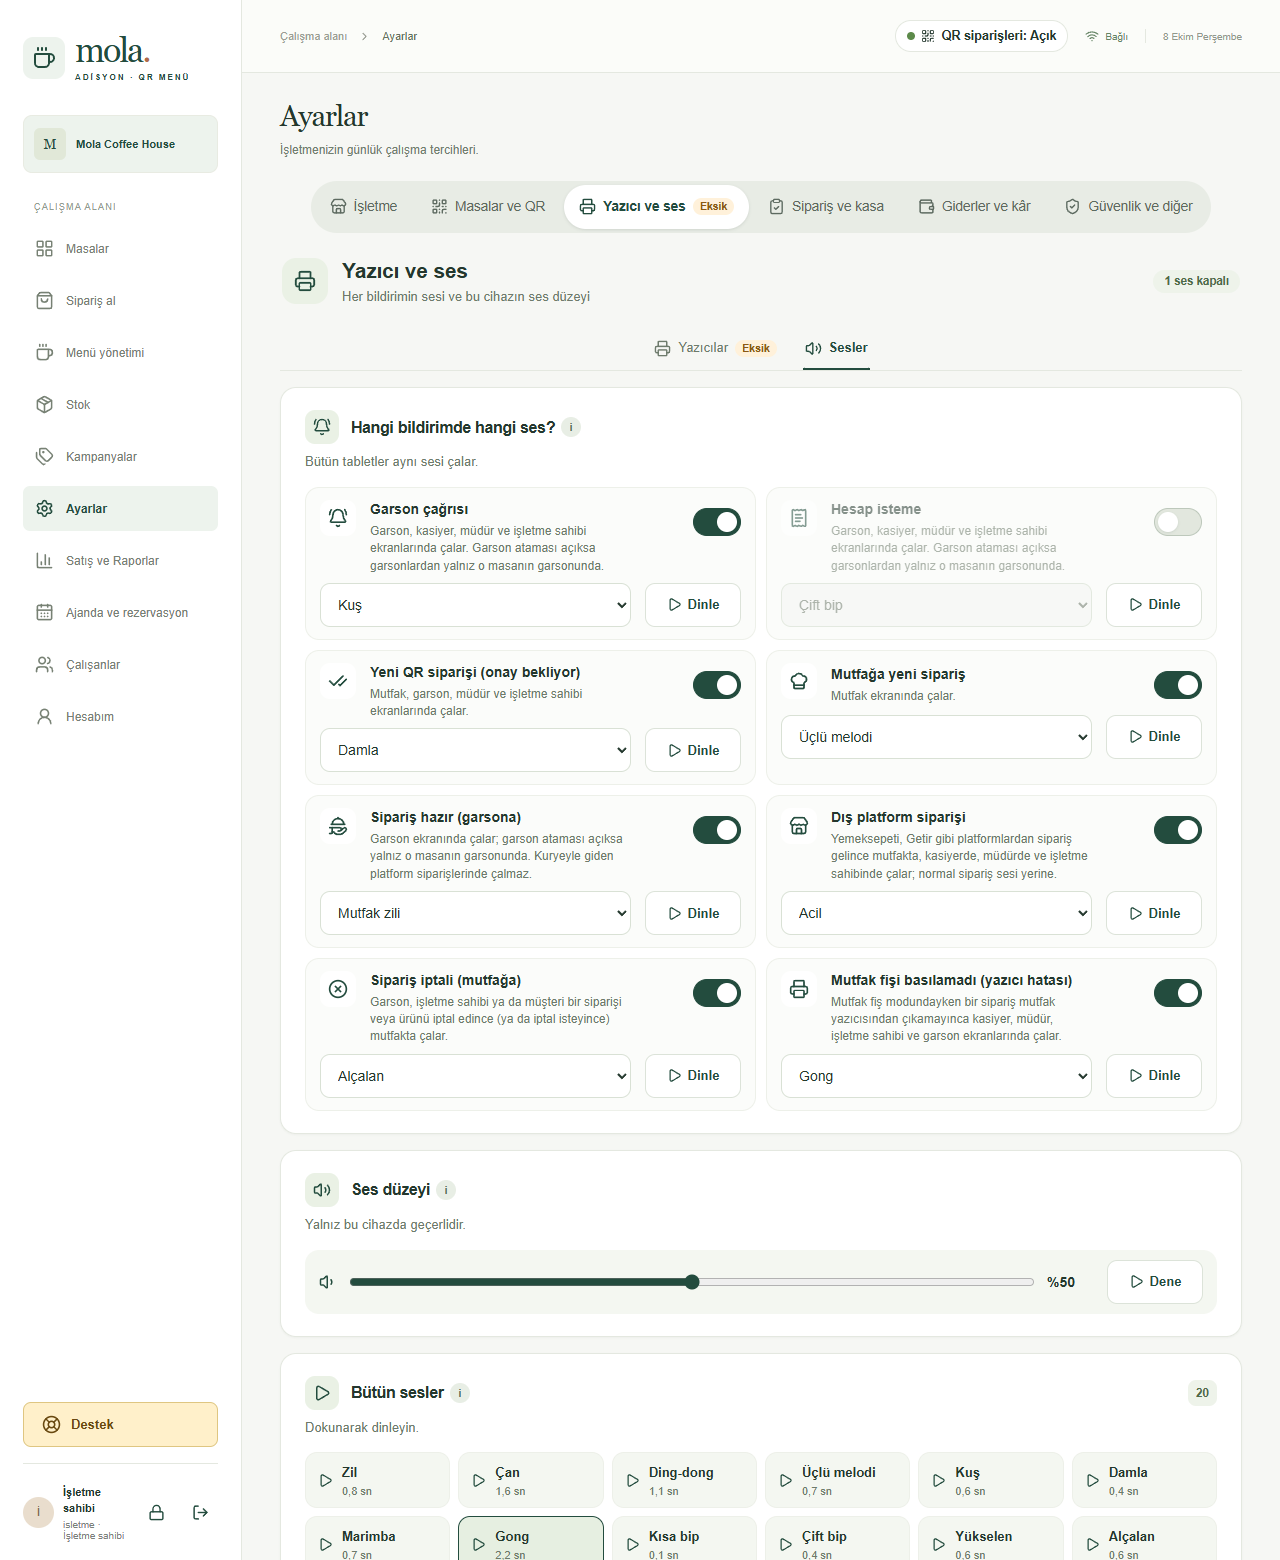 mola.
ADİSYON · QR MENÜ
M
Mola Coffee House
ÇALIŞMA ALANI
Masalar
Sipariş al
Menü yönetimi
Stok
Kampanyalar
Ayarlar
Satış ve Raporlar
Ajanda ve rezervasyon
Çalışanlar
Hesabım
Destek
İşletme
sahibi
isletme ·
İşletme sahibi
Çalışma alanı
Ayarlar
QR siparişleri: Açık
Bağlı
8 Ekim Perşembe
Ayarlar
İşletmenizin günlük çalışma tercihleri.
İşletme
Masalar ve QR
Yazıcı ve ses
Eksik
Sipariş ve kasa
Giderler ve kâr
Güvenlik ve diğer
Yazıcı ve ses
Her bildirimin sesi ve bu cihazın ses düzeyi
1 ses kapalı
Yazıcılar
Eksik
Sesler
Hangi bildirimde hangi ses?
i
Bütün tabletler aynı sesi çalar.
Garson çağrısı
Garson, kasiyer, müdür ve işletme sahibi
ekranlarında çalar. Garson ataması açıksa
garsonlardan yalnız o masanın garsonunda.
Kuş
Dinle
Hesap isteme
Garson, kasiyer, müdür ve işletme sahibi
ekranlarında çalar. Garson ataması açıksa
garsonlardan yalnız o masanın garsonunda.
Çift bip
Dinle
Yeni QR siparişi (onay bekliyor)
Mutfak, garson, müdür ve işletme sahibi
ekranlarında çalar.
Damla
Dinle
Mutfağa yeni sipariş
Mutfak ekranında çalar.
Üçlü melodi
Dinle
Sipariş hazır (garsona)
Garson ekranında çalar; garson ataması açıksa
yalnız o masanın garsonunda. Kuryeyle giden
platform siparişlerinde çalmaz.
Mutfak zili
Dinle
Dış platform siparişi
Yemeksepeti, Getir gibi platformlardan sipariş
gelince mutfakta, kasiyerde, müdürde ve işletme
sahibinde çalar; normal sipariş sesi yerine.
Acil
Dinle
Sipariş iptali (mutfağa)
Garson, işletme sahibi ya da müşteri bir siparişi
veya ürünü iptal edince (ya da iptal isteyince)
mutfakta çalar.
Alçalan
Dinle
Mutfak fişi basılamadı (yazıcı hatası)
Mutfak fiş modundayken bir sipariş mutfak
yazıcısından çıkamayınca kasiyer, müdür,
işletme sahibi ve garson ekranlarında çalar.
Gong
Dinle
Ses düzeyi
i
Yalnız bu cihazda geçerlidir.
%50
Dene
Bütün sesler
i
20
Dokunarak dinleyin.
Zil
0,8 sn
Çan
1,6 sn
Ding-dong
1,1 sn
Üçlü melodi
0,7 sn
Kuş
0,6 sn
Damla
0,4 sn
Marimba
0,7 sn
Gong
2,2 sn
Kısa bip
0,1 sn
Çift bip
0,4 sn
Yükselen
0,6 sn
Alçalan
0,6 sn